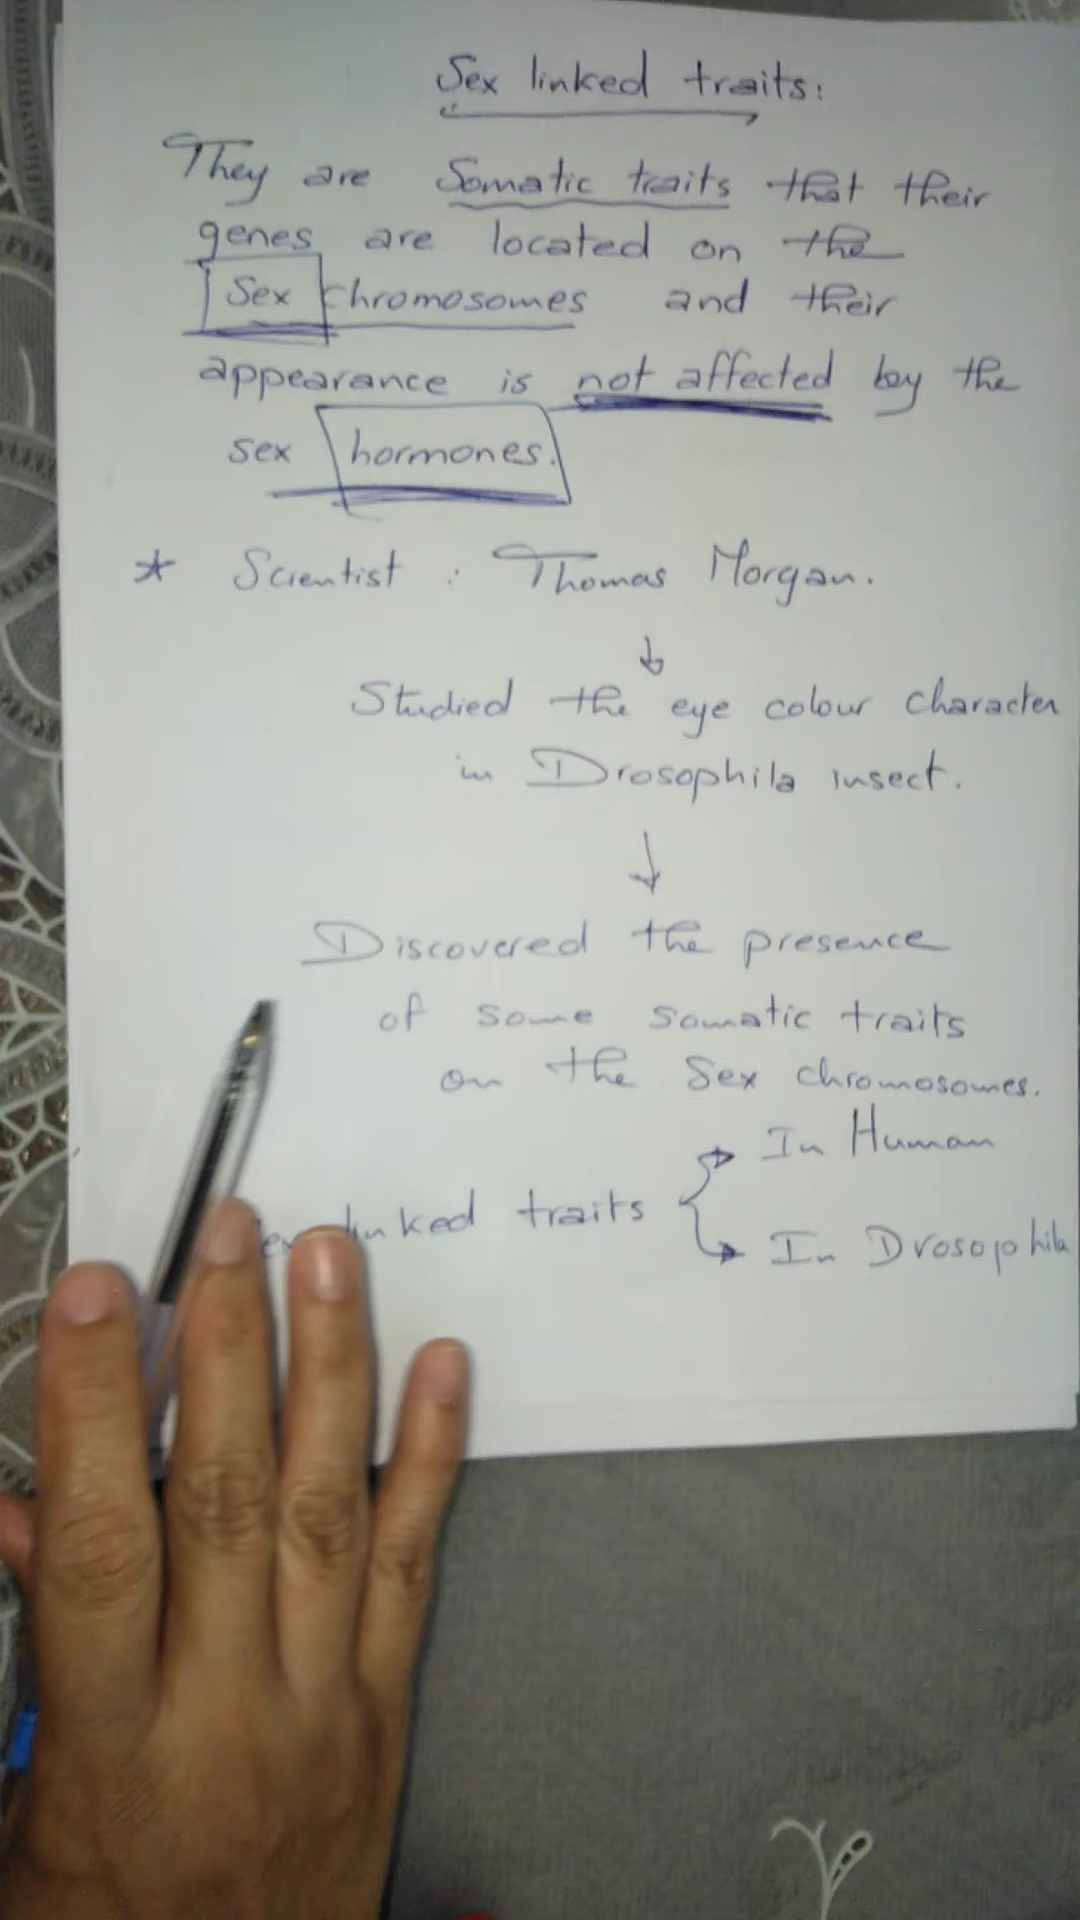 Sex linked traits:
They are Somatic traits that their
genes are located on the
Sex chromosomes and their
appearance is not affected by the
sex hormones.
* Scientist : Thomas Morgan.
↓
Studied the eye colour character
in Drosophila insect.
↓
Discovered the presence
of some somatic traits
on the Sex chromosomes.
In Human
linked traits
In Drosophila